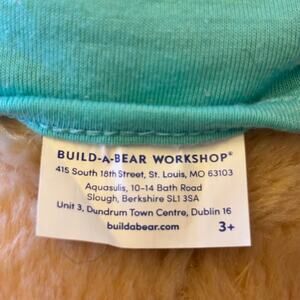 BUILD-A-BEAR WORKSHOP®
415 South 18th Street, St. Louis, MO 63103
Aquasulis, 10-14 Bath Road
Slough, Berkshire SL1 3SA
Unit 3, Dundrum Town Centre, Dublin 16
buildabear.com
3+